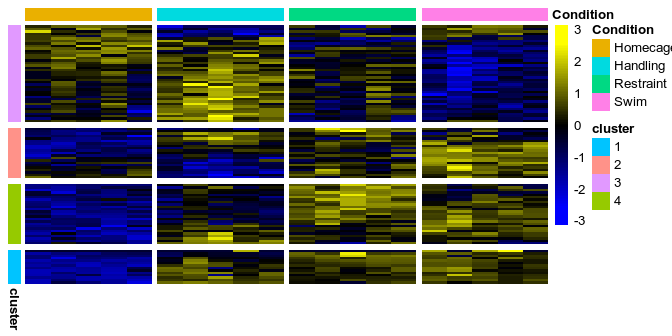 Condition
3
2
1
0
-1
-2
-3
Condition
Homecage
Handling
Restraint
Swim
cluster
1
2
3
4
cluster